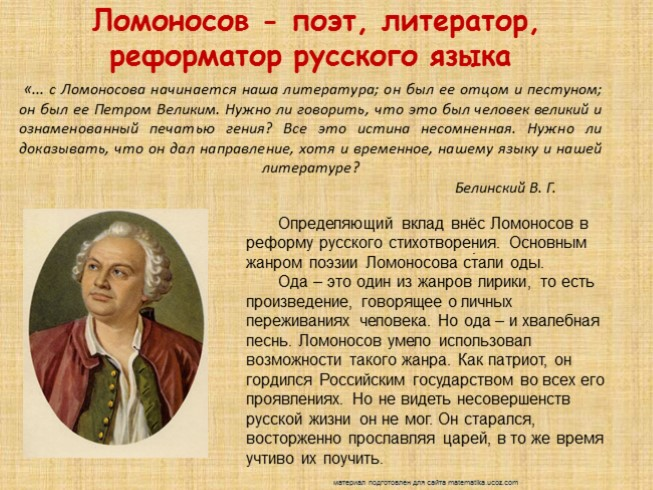 Ломоносов - поэт, литератор,
реформатор русского языка
«... с Ломоносова начинается наша литература; он был ее отцом и пестуном;
он был ее Петром Великим. Нужно ли говорить, что это был человек великий и
ознаменованный печатью гения? Все это истина несомненная. Нужно ли
доказывать, что он дал направление, хотя и временное, нашему языку и нашей
литературе?
Белинский В. Г.
Определяющий вклад внёс Ломоносов в
реформу русского стихотворения. Основным
жанром поэзии Ломоносова стали оды.
Ода – это один из жанров лирики, то есть
произведение, говорящее о личных
переживаниях человека. Но ода – и хвалебная
песнь. Ломоносов умело использовал
возможности такого жанра. Как патриот, он
гордился Российским государством во всех его
проявлениях. Но не видеть несовершенств
русской жизни он не мог. Он старался,
восторженно прославляя царей, в то же время
учтиво их поучить.
материал подготовлен для сайта matematika.ucoz.com